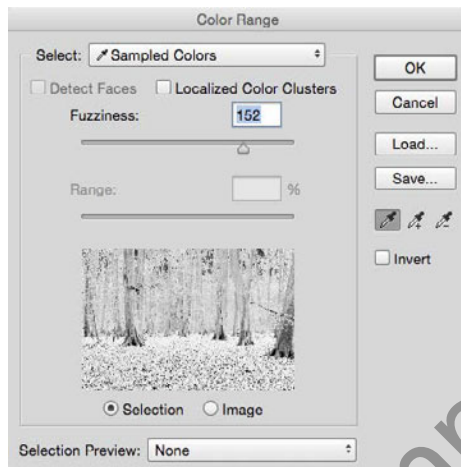 Color Range
Select: Sampled Colors
Detect Faces Localized Color Clusters
Fuzziness: 152
Range: %
Selection Image
Selection Preview: None
OK
Cancel
Load...
Save...
Invert